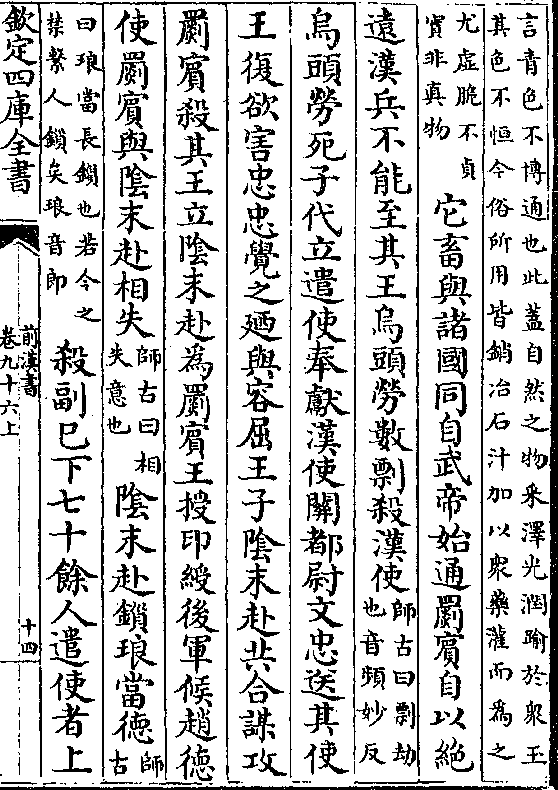 言青色不博通也此蓋自然之物采澤光潤踰於衆玉
其色不恒今俗所用皆銷冶石汁加以衆藥灌而為之
尤虛脆不貞
實非真物
它畜與諸國同自武帝始通罽賓自以絶
遠漢兵不能至其王烏頭勞數剽殺漢使
師古曰剽劫
也音頻妙反
烏頭勞死子代立遣使奉獻漢使關都尉文忠送其使
王復欲害忠忠覺之廼與容屈王子陰末赴共合謀攻
罽賓殺其王立陰末赴為罽賓王授印綬後軍候趙德
使罽賓與陰末赴相失
師古曰相
失意也
陰末赴鎖琅當德
師
古
曰琅當長鎖也若今之
禁繫人鎖矣琅音郎
殺副已下七十餘人遣使者上
欽定四庫全書
前漢書
卷九十六上
十四